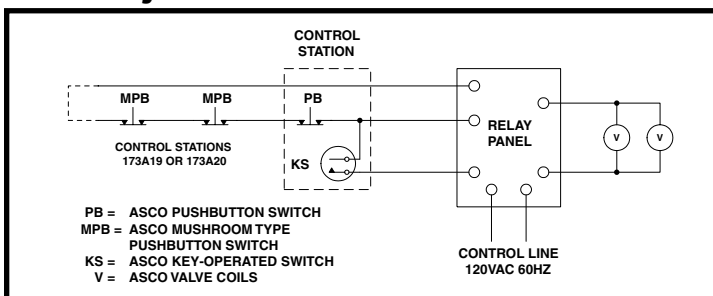 CONTROL
STATION
MPB
MPB
PB
CONTROL STATIONS
173A19 OR 173A20
KS
RELAY
PANEL
V
V
PB = ASCO PUSHBUTTON SWITCH
MPB = ASCO MUSHROOM TYPE
PUSHBUTTON SWITCH
KS = ASCO KEY-OPERATED SWITCH
V = ASCO VALVE COILS
CONTROL LINE
120VAC 60HZ